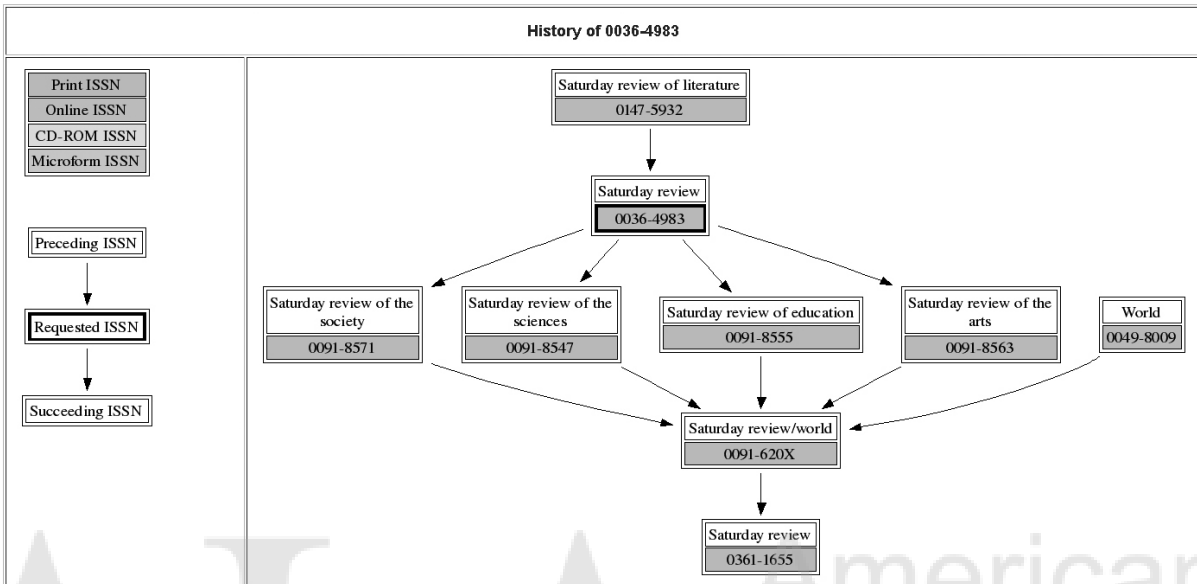 History of 0036-4983
Print ISSN
Online ISSN
CD-ROM ISSN
Microform ISSN
Preceding ISSN
Requested ISSN
Succeeding ISSN
Saturday review of literature
0147-5932
Saturday review
0036-4983
Saturday review of the
society
0091-8571
Saturday review of the
sciences
0091-8547
Saturday review of education
0091-8555
Saturday review of the
arts
0091-8563
World
0049-8009
Saturday review/world
0091-620X
Saturday review
0361-1655
American